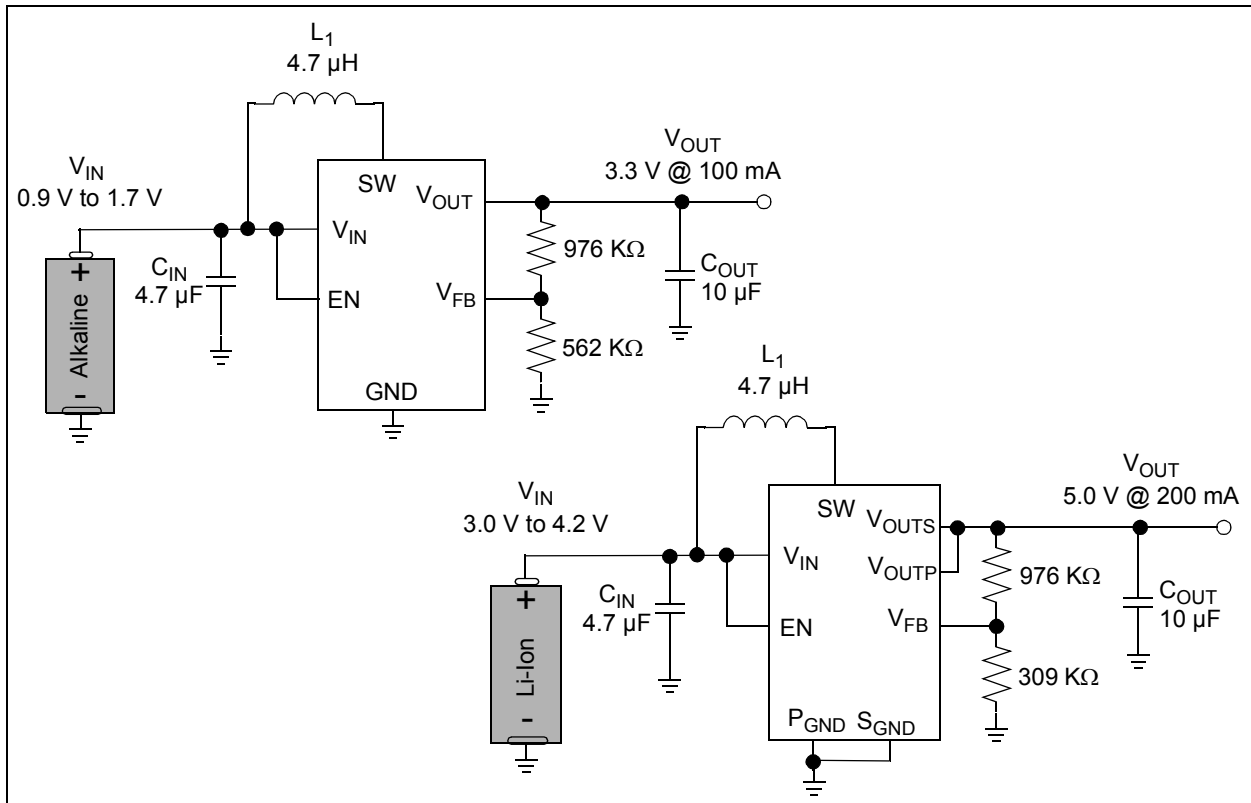 L1
4.7 µH
VIN
0.9 V to 1.7 V
VOUT
3.3 V @ 100 mA
SW
VOUT
VIN
976 KΩ
CIN
4.7 µF
COUT
10 µF
EN
VFB
+
Alkaline
-
562 KΩ
GND
L1
4.7 µH
VIN
3.0 V to 4.2 V
VOUT
5.0 V @ 200 mA
SW
VOUTS
VIN
VOUTP
976 KΩ
CIN
4.7 µF
COUT
10 µF
EN
VFB
+
Li-Ion
-
309 KΩ
PGND
SGND